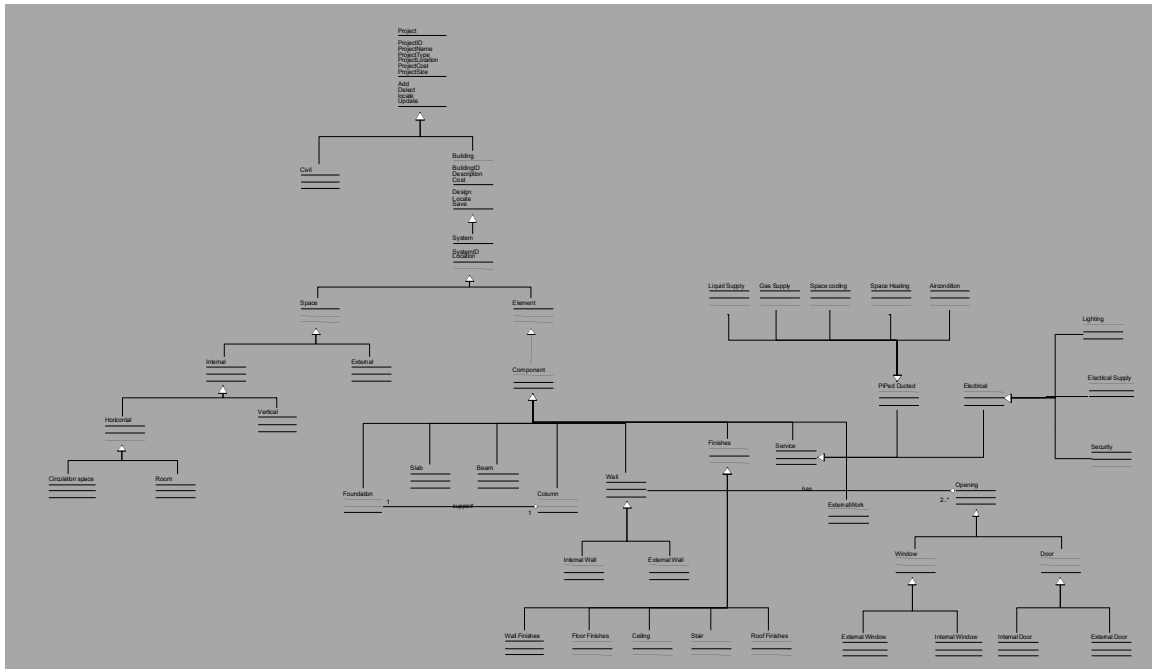 Project
ProjectID
ProjectName
ProjectType
ProjectLocation
ProjectCost
ProjectSize
Add
Delect
locate
Update
Civil
Building
BuildingID
Description
Cost
Design
Locate
Save
System
SystemID
Location
Space
Element
Liquid Supply
Gas Supply
Space cooling
Space Heating
Aircondition
Lighting
Internal
External
Component
PiPed Ducted
Electrical
Electrical Supply
Horizontal
Vertical
Circulation space
Room
Foundation
Slab
Beam
Column
Wall
Finishes
Service
Security
1
support
1
has
Opening
2..*
ExternalWork
Internal Wall
External Wall
Window
Door
Wall Finishes
Floor Finishes
Ceiling
Stair
Roof Finishes
External Window
Internal Window
Internal Door
External Door